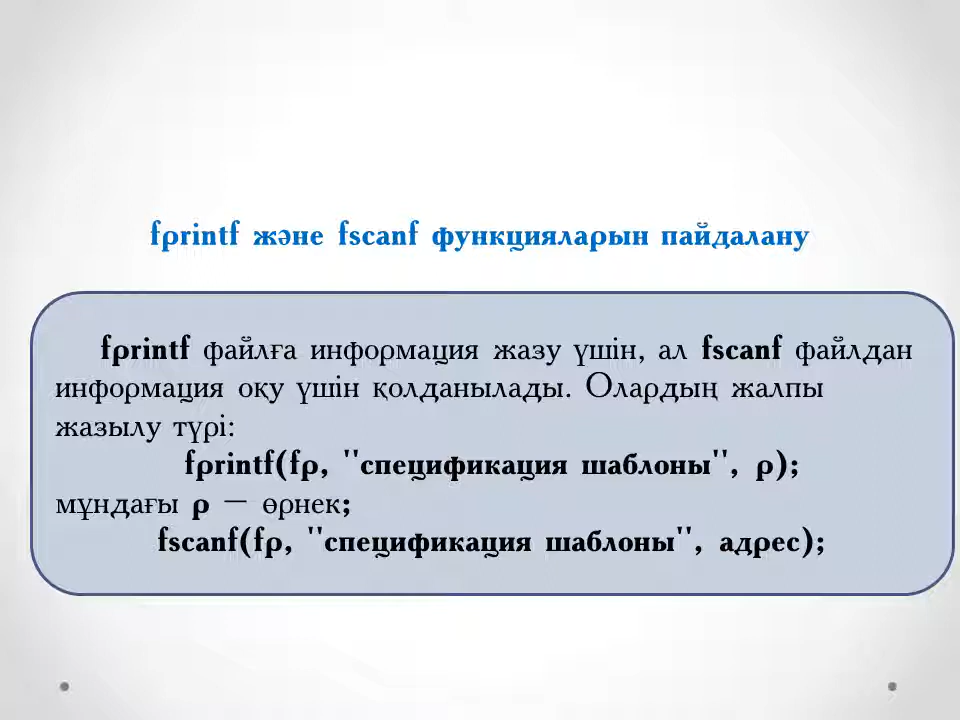 fprintf және fscanf функцияларын пайдалану
fprintf файлға информация жазу үшін, ал fscanf файлдан
информация оқу үшін қолданылады. Олардың жалпы
жазылу түрі:
fprintf(fp, "спецификация шаблоны", p);
мұндағы p − өрнек;
fscanf(fp, "спецификация шаблоны", адрес);